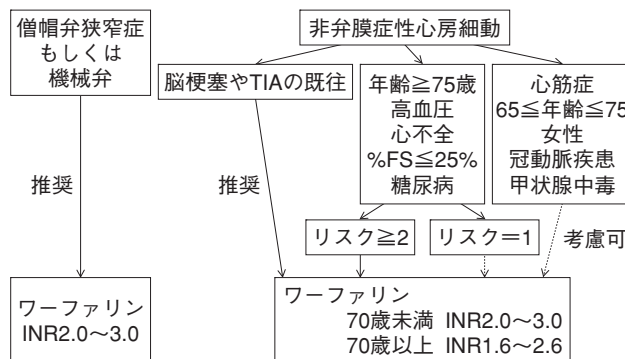 僧帽弁狭窄症
もしくは
機械弁
非弁膜症性心房細動
脳梗塞やTIAの既往
年齢≧75歳
高血圧
心不全
%FS≦25%
糖尿病
心筋症
65≦年齢≦75
女性
冠動脈疾患
甲状腺中毒
推奨
推奨
リスク≧2
リスク＝1
考慮可
ワーファリン
INR2.0～3.0
ワーファリン
70歳未満 INR2.0～3.0
70歳以上 INR1.6～2.6